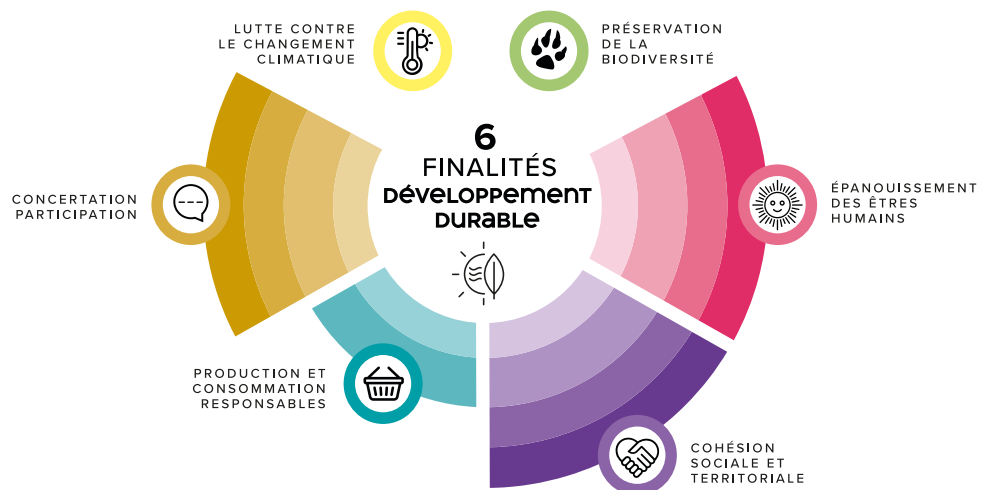 LUTTE CONTRE
LE CHANGEMENT
CLIMATIQUE
PRÉSERVATION
DE LA
BIODIVERSITÉ
6
FINALITÉS
DÉVELOPPEMENT
DURABLE
CONCERTATION
PARTICIPATION
ÉPANOUISSEMENT
DES ÊTRES
HUMAINS
PRODUCTION ET
CONSOMMATION
RESPONSABLES
COHÉSION
SOCIALE ET
TERRITORIALE